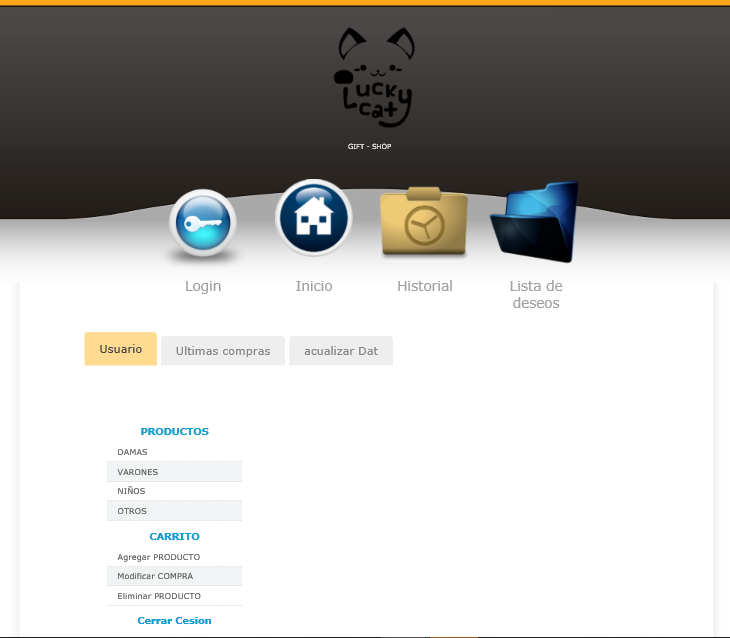 Lucky
cat
GIFT - SHOP
Login
Inicio
Historial
Lista de
deseos
Usuario
Ultimas compras
acualizar Dat
PRODUCTOS
DAMAS
VARONES
NIÑOS
OTROS
CARRITO
Agregar PRODUCTO
Modificar COMPRA
Eliminar PRODUCTO
Cerrar Cesion